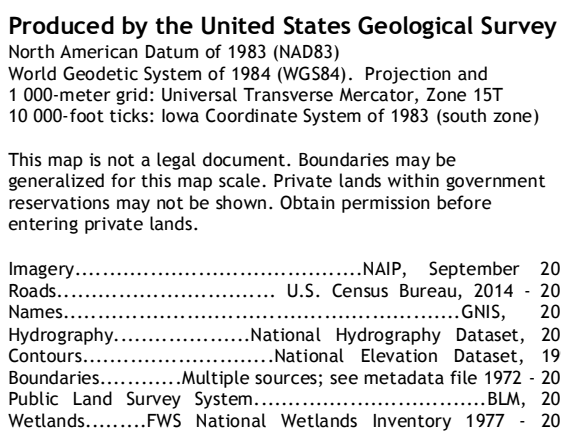 Produced by the United States Geological Survey
North American Datum of 1983 (NAD83)
World Geodetic System of 1984 (WGS84). Projection and
1 000-meter grid: Universal Transverse Mercator, Zone 15T
10 000-foot ticks: Iowa Coordinate System of 1983 (south zone)
This map is not a legal document. Boundaries may be
generalized for this map scale. Private lands within government
reservations may not be shown. Obtain permission before
entering private lands.
Imagery.....................................NAIP, September 20
Roads............................ U.S. Census Bureau, 2014 - 20
Names...................................................GNIS, 20
Hydrography...................National Hydrography Dataset, 20
Contours.........................National Elevation Dataset, 19
Boundaries...........Multiple sources; see metadata file 1972 - 20
Public Land Survey System..................................BLM, 20
Wetlands.........FWS National Wetlands Inventory 1977 - 20